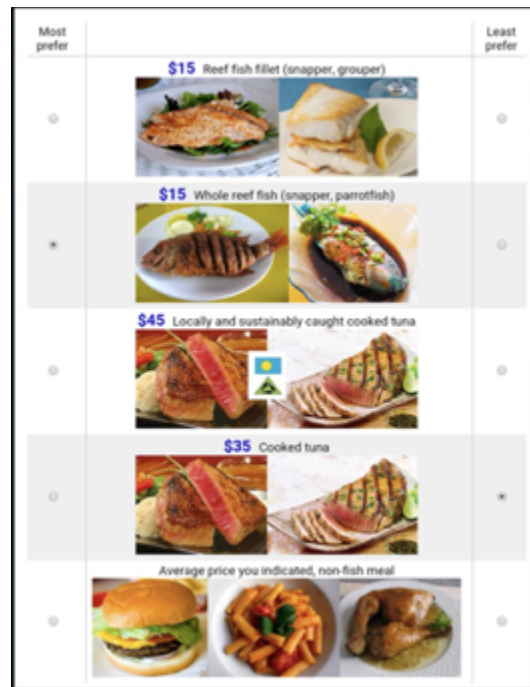 Most
prefer
Least
prefer
$15 Reef fish fillet (snapper, grouper)
$15 Whole reef fish (snapper, parrotfish)
$45 Locally and sustainably caught cooked tuna
$35 Cooked tuna
Average price you indicated, non-fish meal